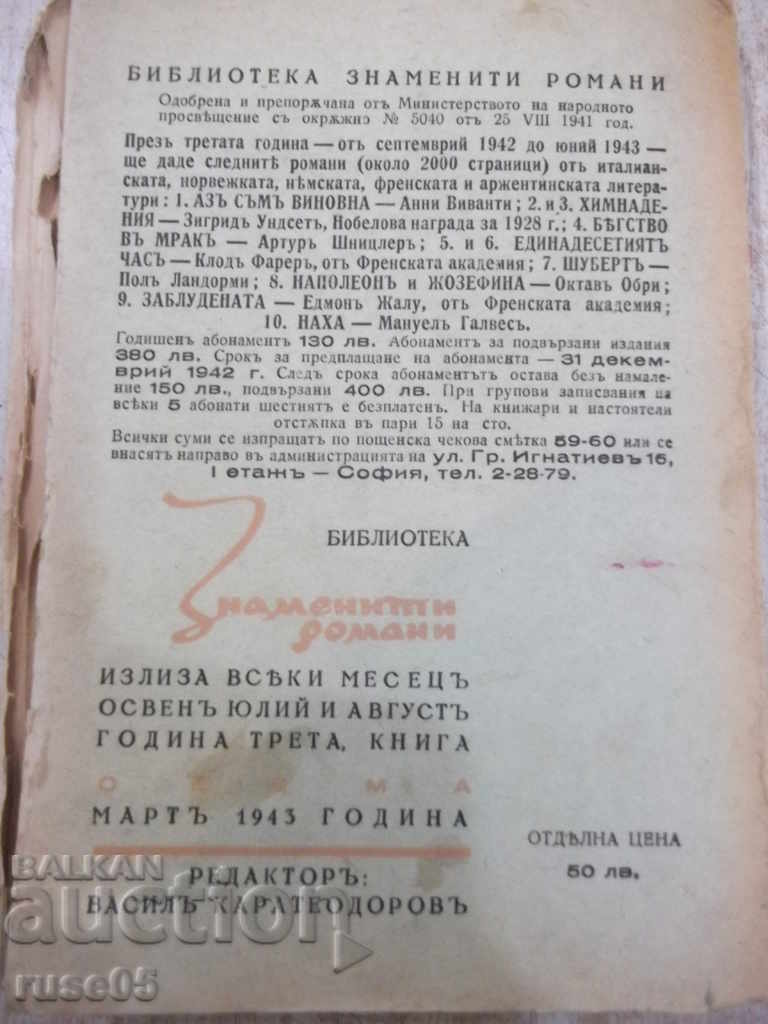 БИБЛИОТЕКА ЗНАМЕНИТИ РОМАНИ
Одобрена и препорѫчана отъ Министерството на народното
просвѣщение съ окрѫжно № 5040 отъ 25 VIII 1941 год.
Презъ третата година — отъ септемврий 1942 до юний 1943 —
ще даде следнитѣ романи (около 2000 страници) отъ италиан-
ската, норвежката, нѣмската, френската и аржентинската литера-
тури: 1. АЗЪ СЪМЪ ВИНОВНА — Анни Виванти; 2. и 3. ХИМНАДЕ-
НИЯ — Зигридъ Ундсетъ, Нобелова награда за 1928 г.; 4. БѢГСТВО
ВЪ МРАКЪ — Артуръ Шницлеръ; 5. и 6. ЕДИНАДЕСЕТИЯТЪ
ЧАСЪ — Клодъ Фареръ, отъ Френската академия; 7. ШУБЕРТЪ —
Полъ Ландорми; 8. НАПОЛЕОНЪ и ЖОЗЕФИНА — Октавъ Обри;
9. ЗАБЛУДЕНАТА — Едмонъ Жалу, отъ Френската академия;
10. НАХА — Мануелъ Галвесъ.
Годишенъ абонаментъ 130 лв. Абонаментъ за подвързани издания
380 лв. Срокъ за предплащане на абонамента — 31 декем-
врий 1942 г. Следъ срока абонаментътъ остава безъ намале-
ние 150 лв., подвързани 400 лв. При групови записвания на
всѣки 5 абонати шестиятъ е безплатенъ. На книжари и настоятели
отстѫпка въ пари 15 на сто.
Всички суми се изпращатъ по пощенска чекова смѣтка 59-60 или се
внасятъ направо въ администрацията на ул. Гр. Игнатиевъ 15,
I етажъ — София, тел. 2-28-79.
БИБЛИОТЕКА
Знаменити
романи
ИЗЛИЗА ВСѢКИ МЕСЕЦЪ
ОСВЕНЪ ЮЛИЙ И АВГУСТЪ
ГОДИНА ТРЕТА, КНИГА
ОСМА
МАРТЪ 1943 ГОДИНА
РЕДАКТОРЪ:
ВАСИЛЪ КАРАТЕОДОРОВЪ
ОТДѢЛНА ЦЕНА
50 лв.
BALKAN
auction
ruse05